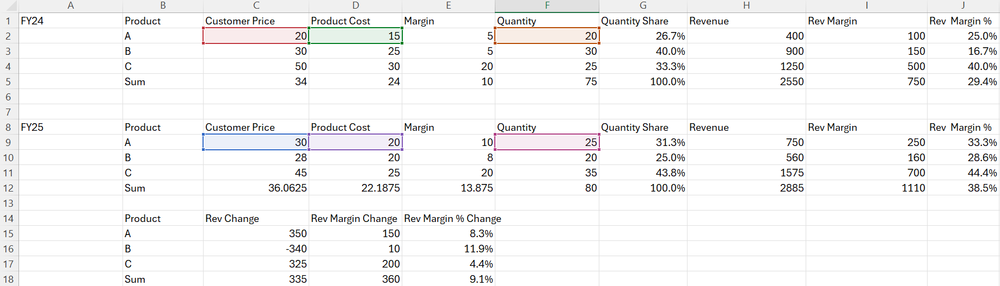 A B C D E F G H I J
1 FY24 Product Customer Price Product Cost Margin Quantity Quantity Share Revenue Rev Margin Rev  Margin %
2 A 20 15 5 20 26.7% 400 100 25.0%
3 B 30 25 5 30 40.0% 900 150 16.7%
4 C 50 30 20 25 33.3% 1250 500 40.0%
5 Sum 34 24 10 75 100.0% 2550 750 29.4%
6
7
8 FY25 Product Customer Price Product Cost Margin Quantity Quantity Share Revenue Rev Margin Rev  Margin %
9 A 30 20 10 25 31.3% 750 250 33.3%
10 B 28 20 8 20 25.0% 560 160 28.6%
11 C 45 25 20 35 43.8% 1575 700 44.4%
12 Sum 36.0625 22.1875 13.875 80 100.0% 2885 1110 38.5%
13
14 Product Rev Change Rev Margin Change Rev Margin % Change
15 A 350 150 8.3%
16 B -340 10 11.9%
17 C 325 200 4.4%
18 Sum 335 360 9.1%